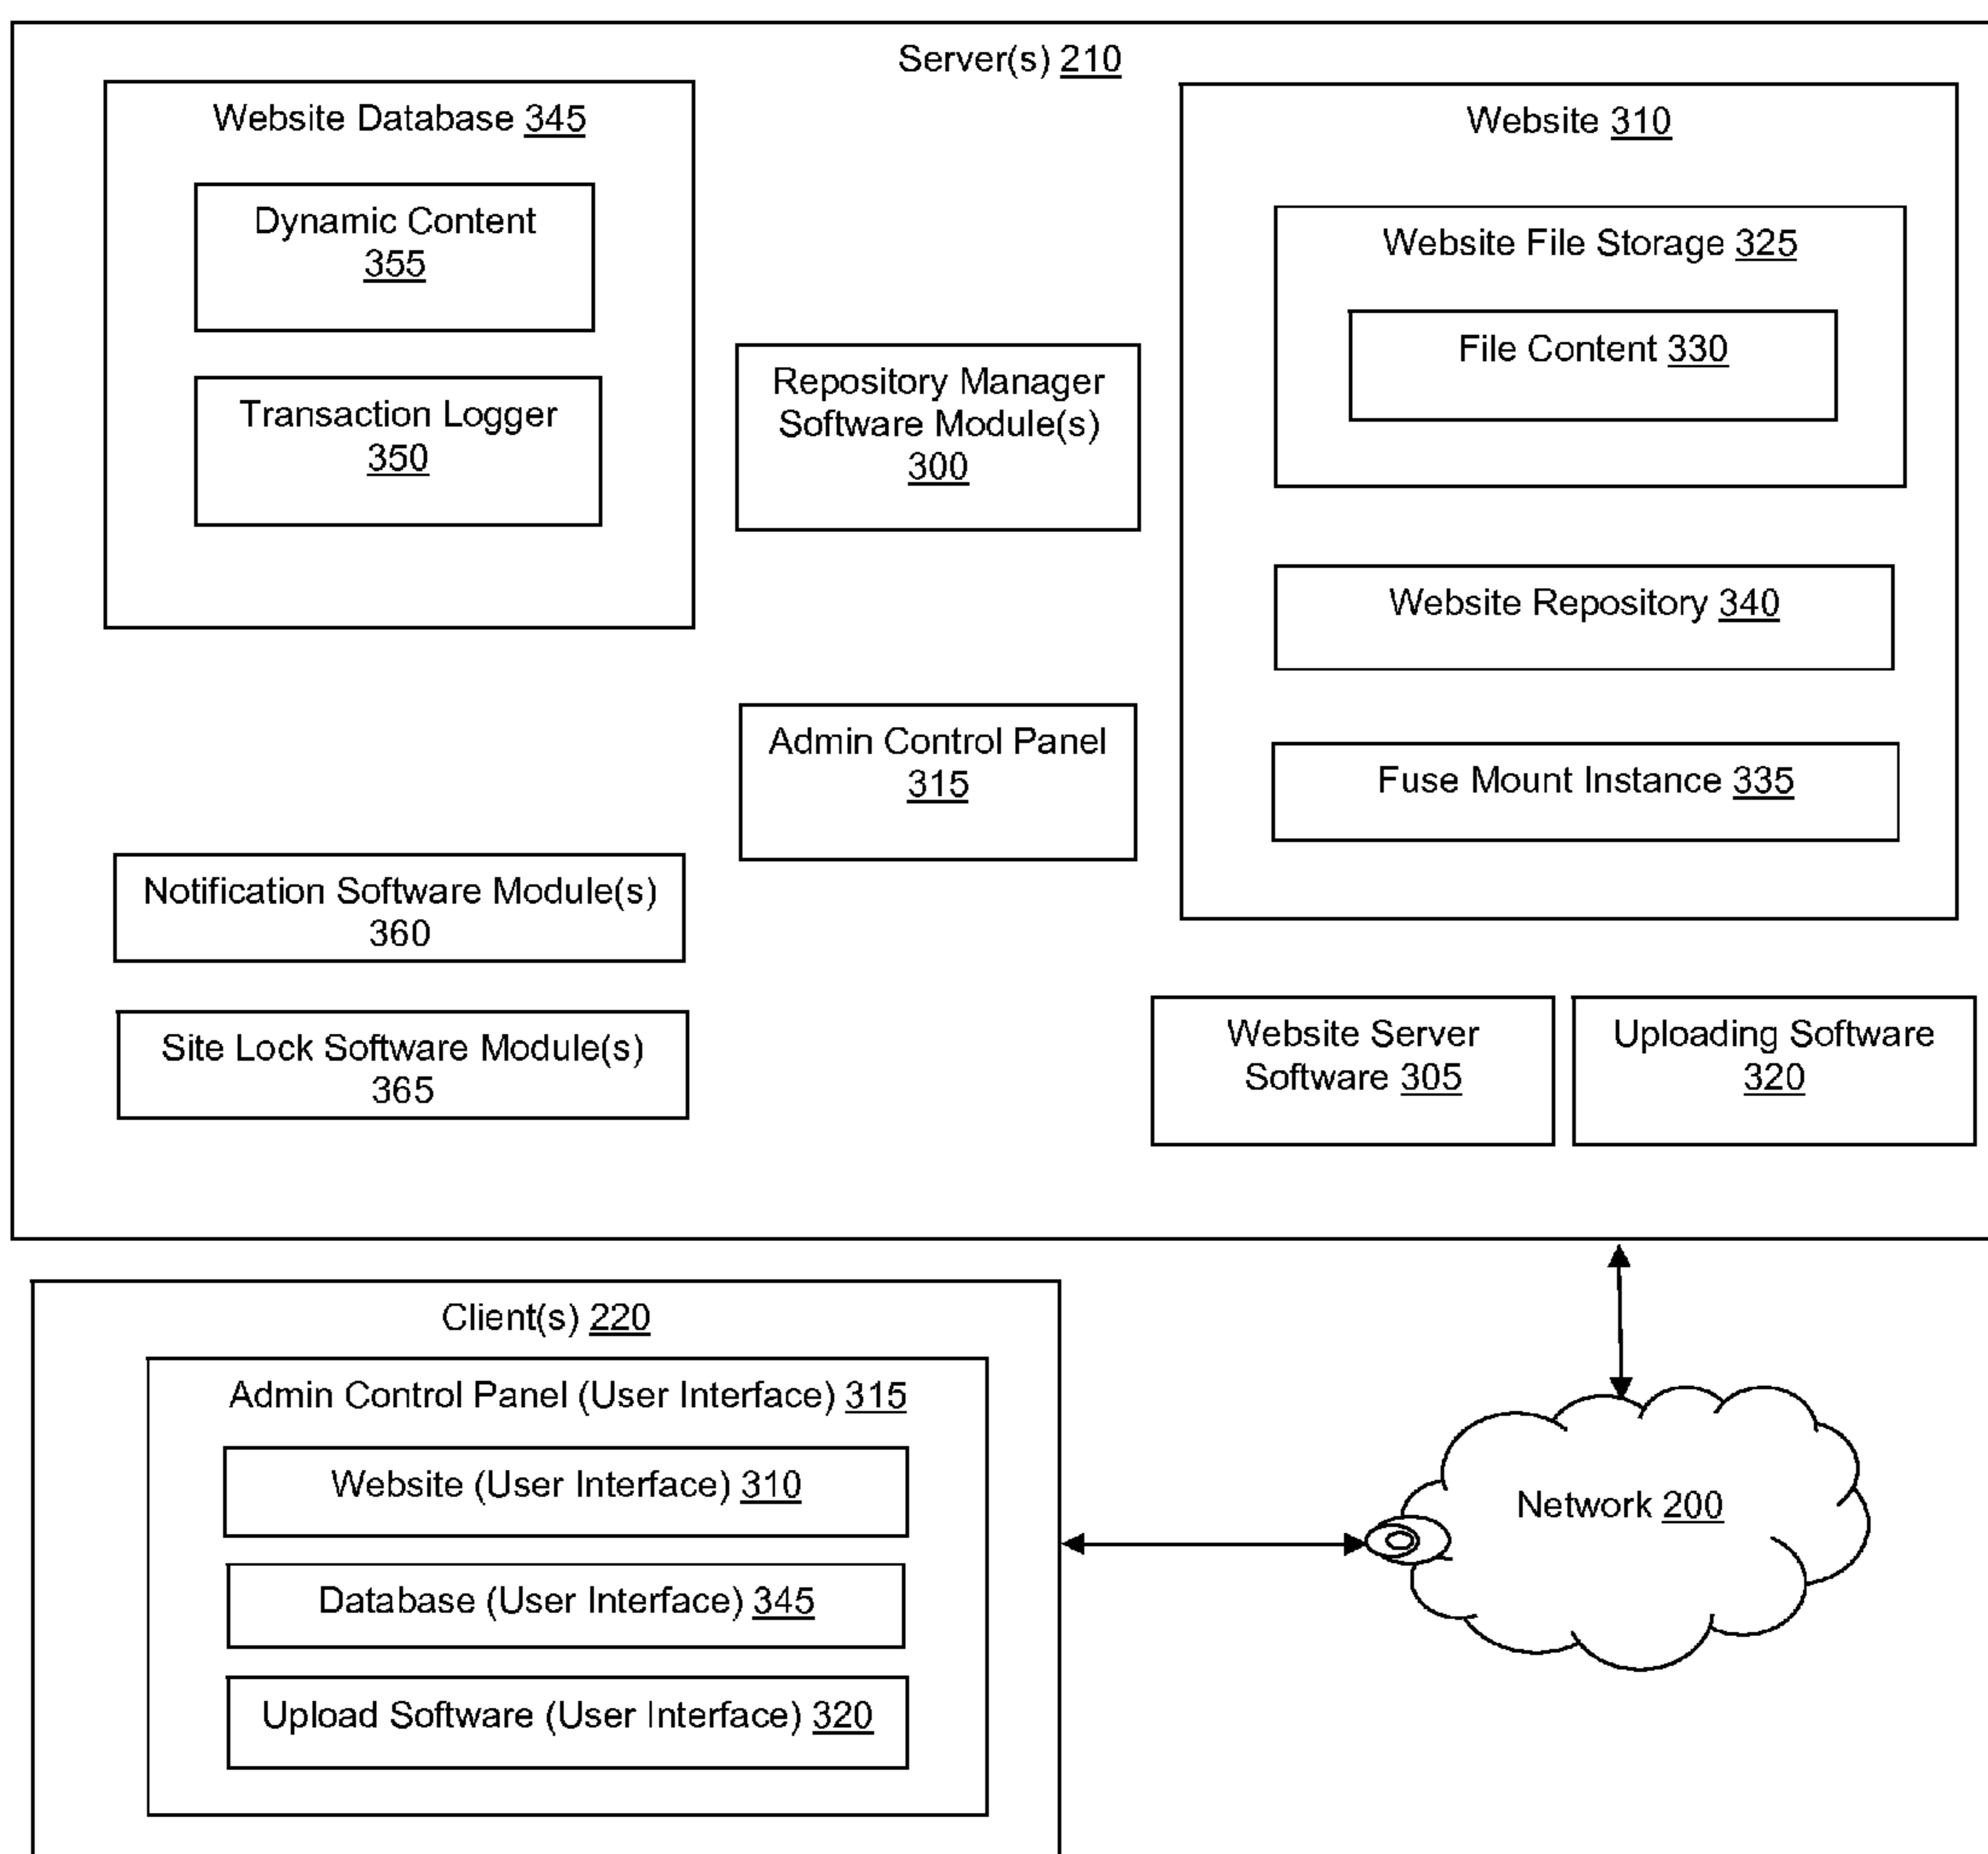 Server(s) 210
Website Database 345
Dynamic Content
355
Transaction Logger
350
Repository Manager
Software Module(s)
300
Admin Control Panel
315
Website 310
Website File Storage 325
File Content 330
Website Repository 340
Fuse Mount Instance 335
Notification Software Module(s)
360
Site Lock Software Module(s)
365
Website Server
Software 305
Uploading Software
320
Client(s) 220
Admin Control Panel (User Interface) 315
Website (User Interface) 310
Database (User Interface) 345
Upload Software (User Interface) 320
Network 200